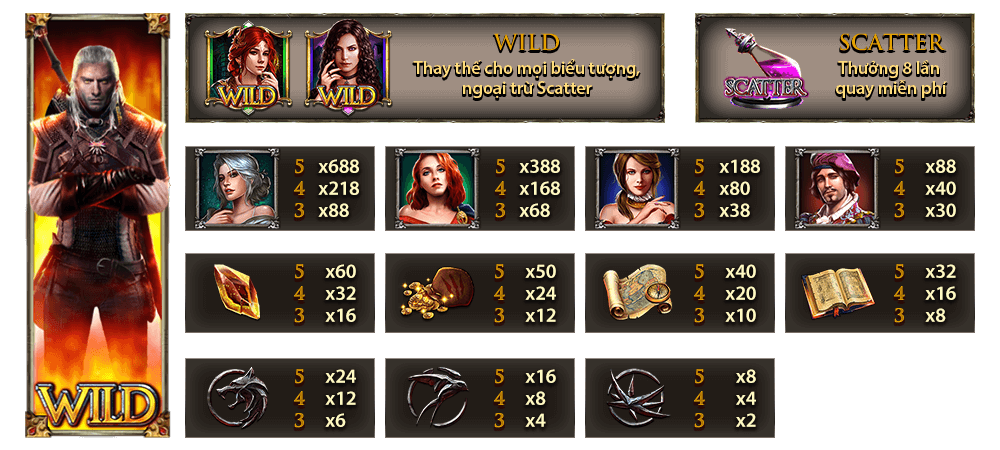 WILD
WILD
WILD
WILD
Thay thế cho mọi biểu tượng,
ngoại trừ Scatter
SCATTER
SCATTER
Thưởng 8 lần
quay miễn phí
5 x688
4 x218
3 x88
5 x388
4 x168
3 x68
5 x188
4 x80
3 x38
5 x88
4 x40
3 x30
5 x60
4 x32
3 x16
5 x50
4 x24
3 x12
5 x40
4 x20
3 x10
5 x32
4 x16
3 x8
5 x24
4 x12
3 x6
5 x16
4 x8
3 x4
5 x8
4 x4
3 x2